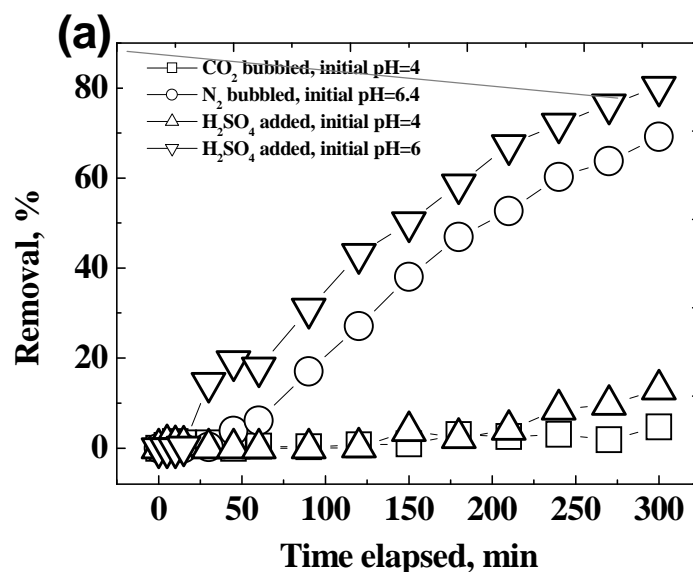 (a)
CO₂ bubbled, initial pH=4
N₂ bubbled, initial pH=6.4
H₂SO₄ added, initial pH=4
H₂SO₄ added, initial pH=6
80
60
40
20
0
Removal, %
0 50 100 150 200 250 300
Time elapsed, min